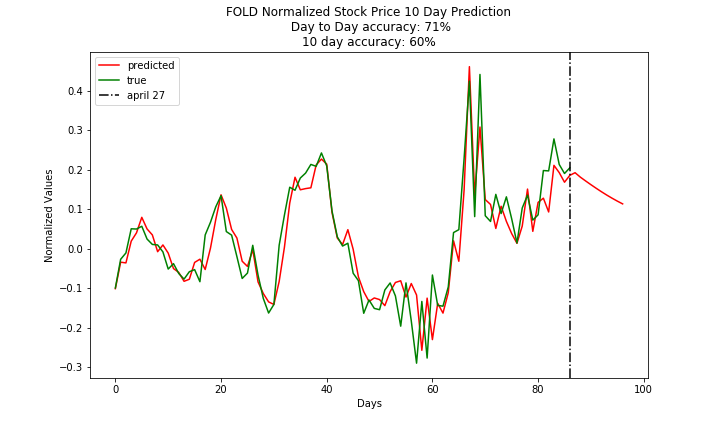 FOLD Normalized Stock Price 10 Day Prediction
Day to Day accuracy: 71%
10 day accuracy: 60%
predicted
true
april 27
Normalized Values
0.4
0.3
0.2
0.1
0.0
−0.1
−0.2
−0.3
0
20
40
60
80
100
Days